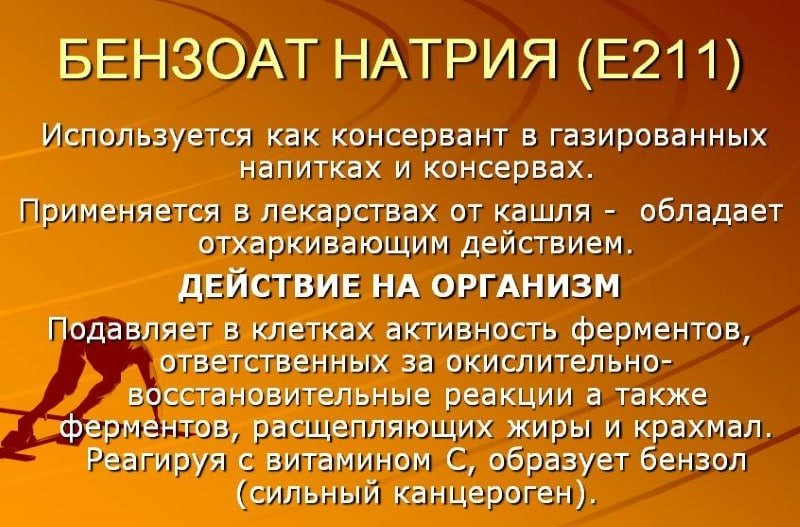 БЕНЗОАТ НАТРИЯ (Е211)
Используется как консервант в газированных
напитках и консервах.
Применяется в лекарствах от кашля - обладает
отхаркивающим действием.
ДЕЙСТВИЕ НА ОРГАНИЗМ
Подавляет в клетках активность ферментов,
ответственных за окислительно-
восстановительные реакции а также
ферментов, расщепляющих жиры и крахмал.
Реагируя с витамином С, образует бензол
(сильный канцероген).